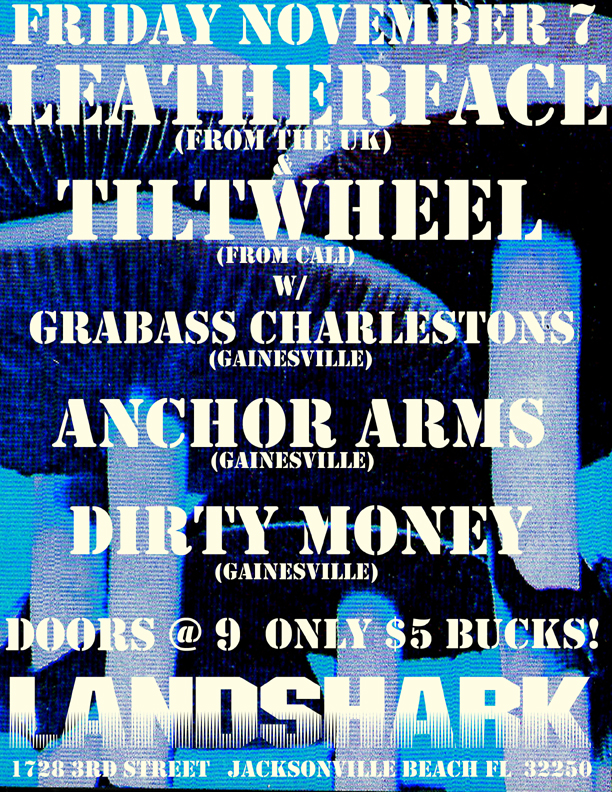 FRIDAY NOVEMBER 7
LEATHERFACE
(FROM THE UK)
&
TILTWHEEL
(FROM CALI)
W/
GRABASS CHARLESTONS
(GAINESVILLE)
ANCHOR ARMS
(GAINESVILLE)
DIRTY MONEY
(GAINESVILLE)
DOORS @ 9 ONLY $5 BUCKS!
LANDSHARK
1728 3RD STREET JACKSONVILLE BEACH FL 32250